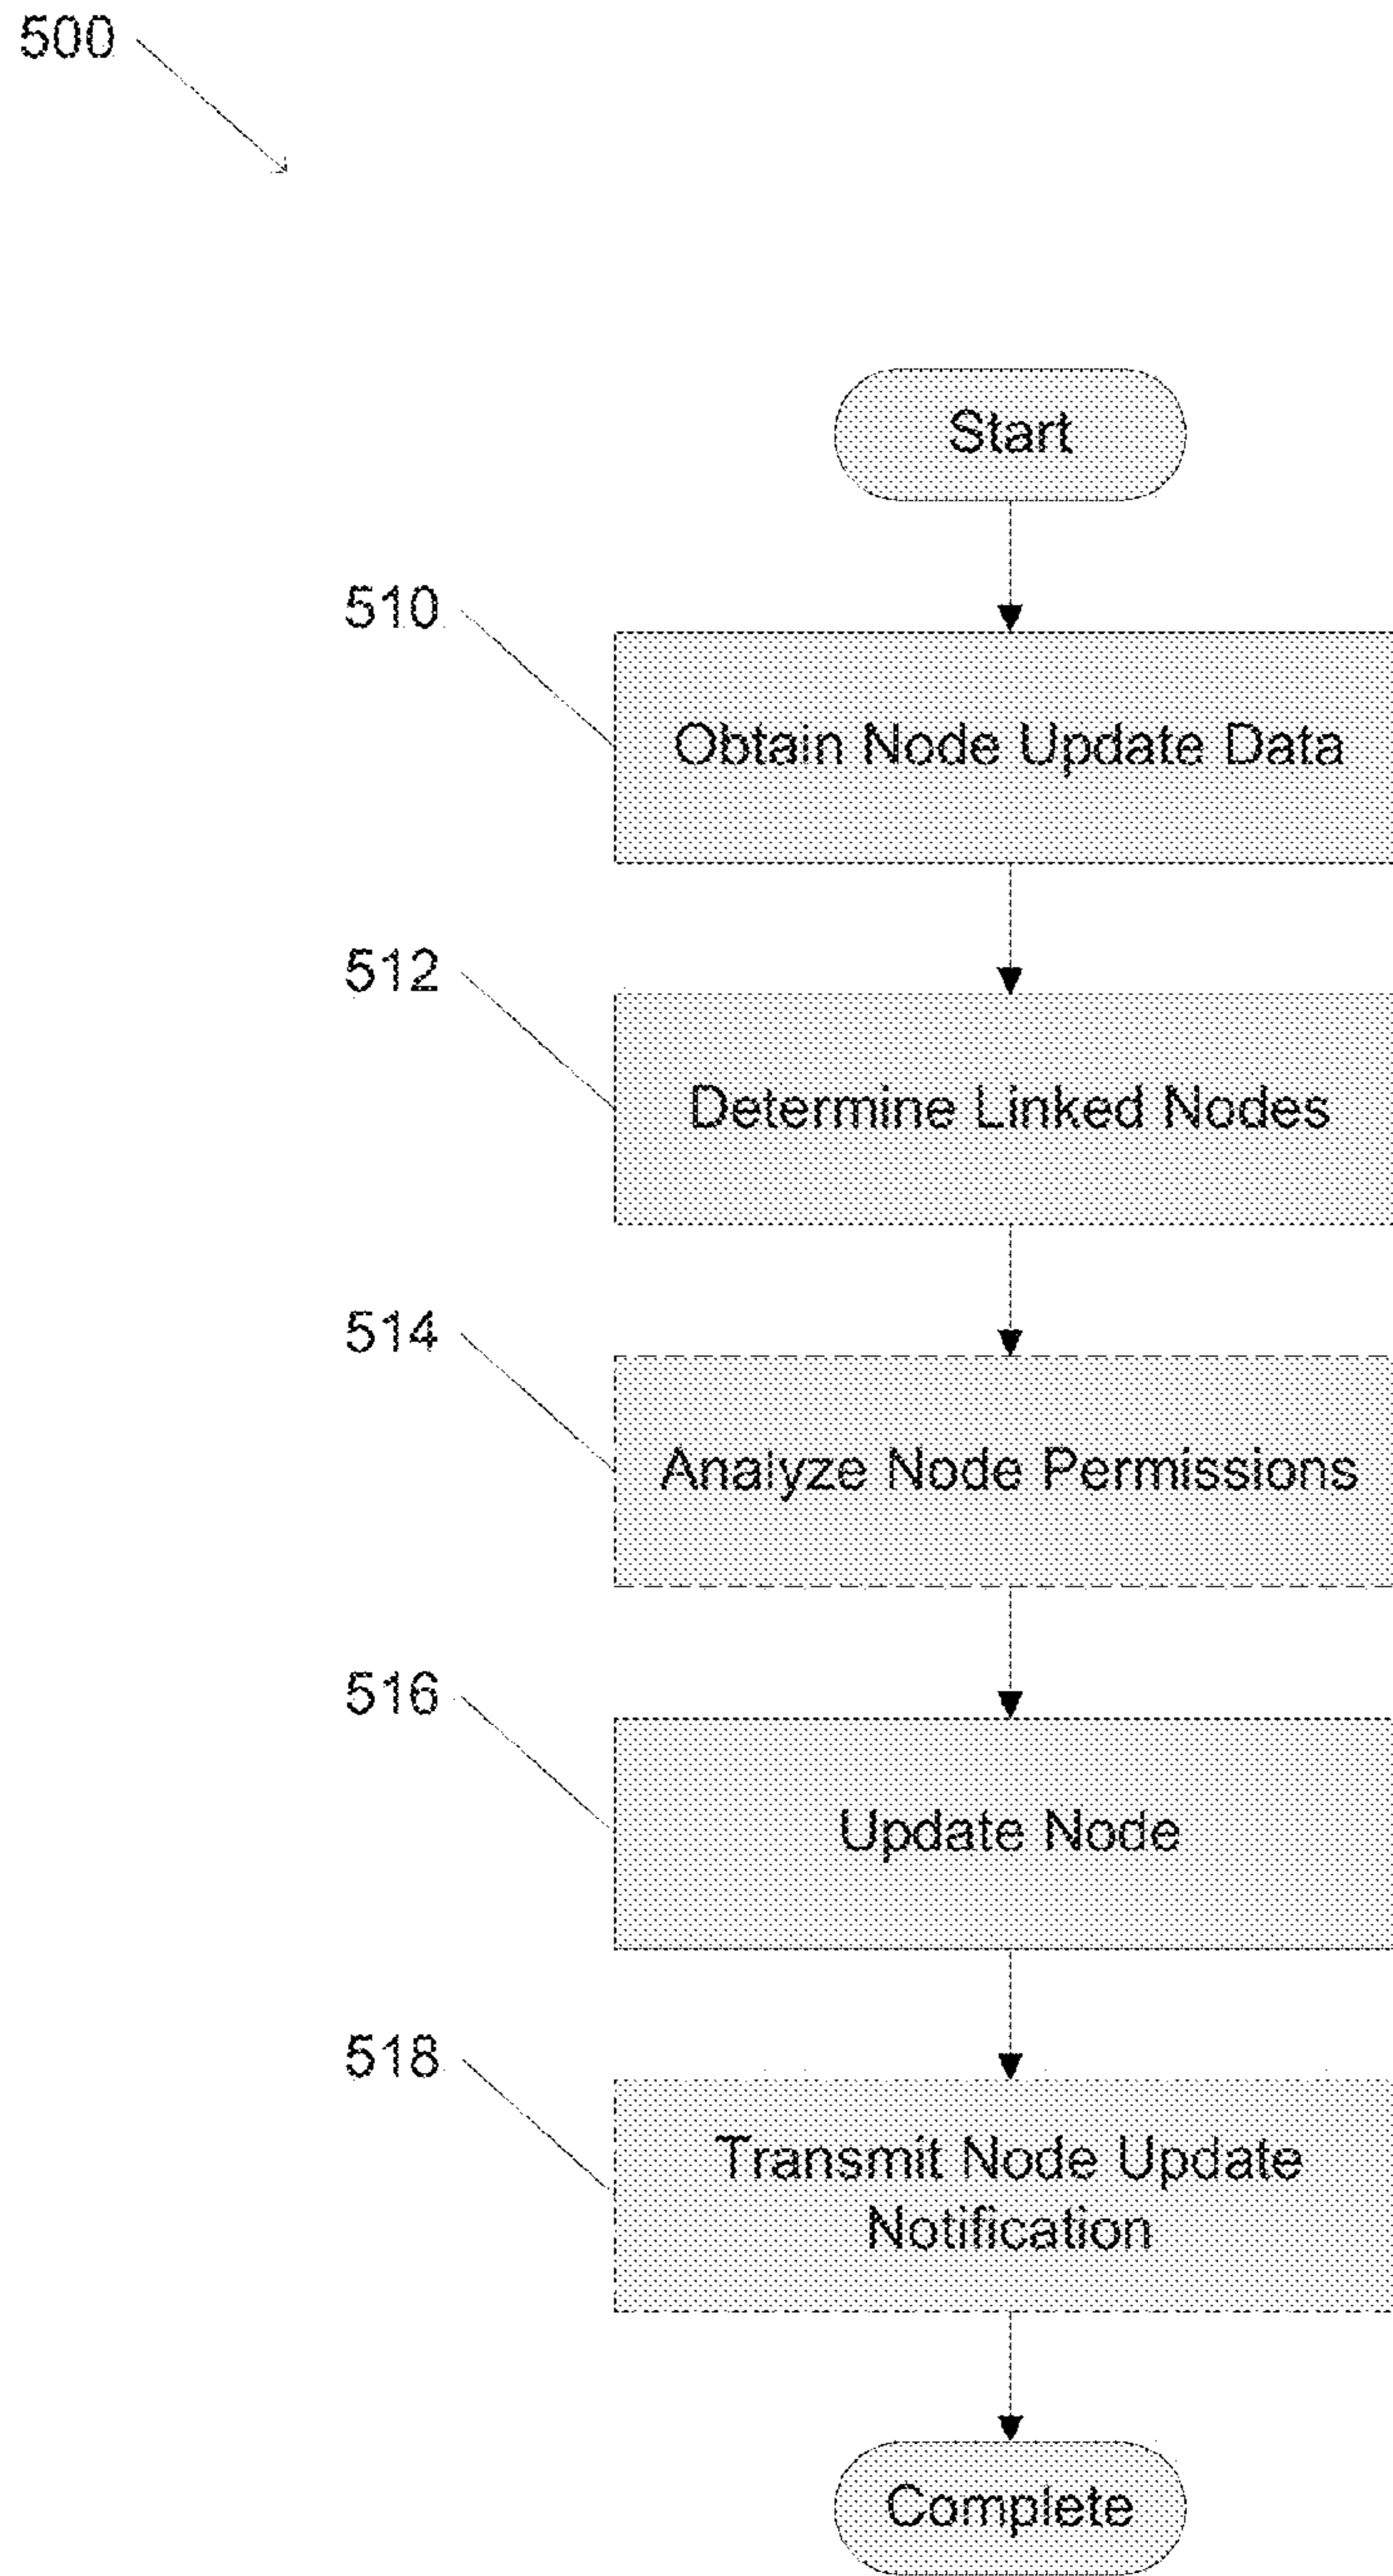 500
Start
510
Obtain Node Update Data
512
Determine Linked Nodes
514
Analyze Node Permissions
516
Update Node
518
Transmit Node Update
Notification
Complete